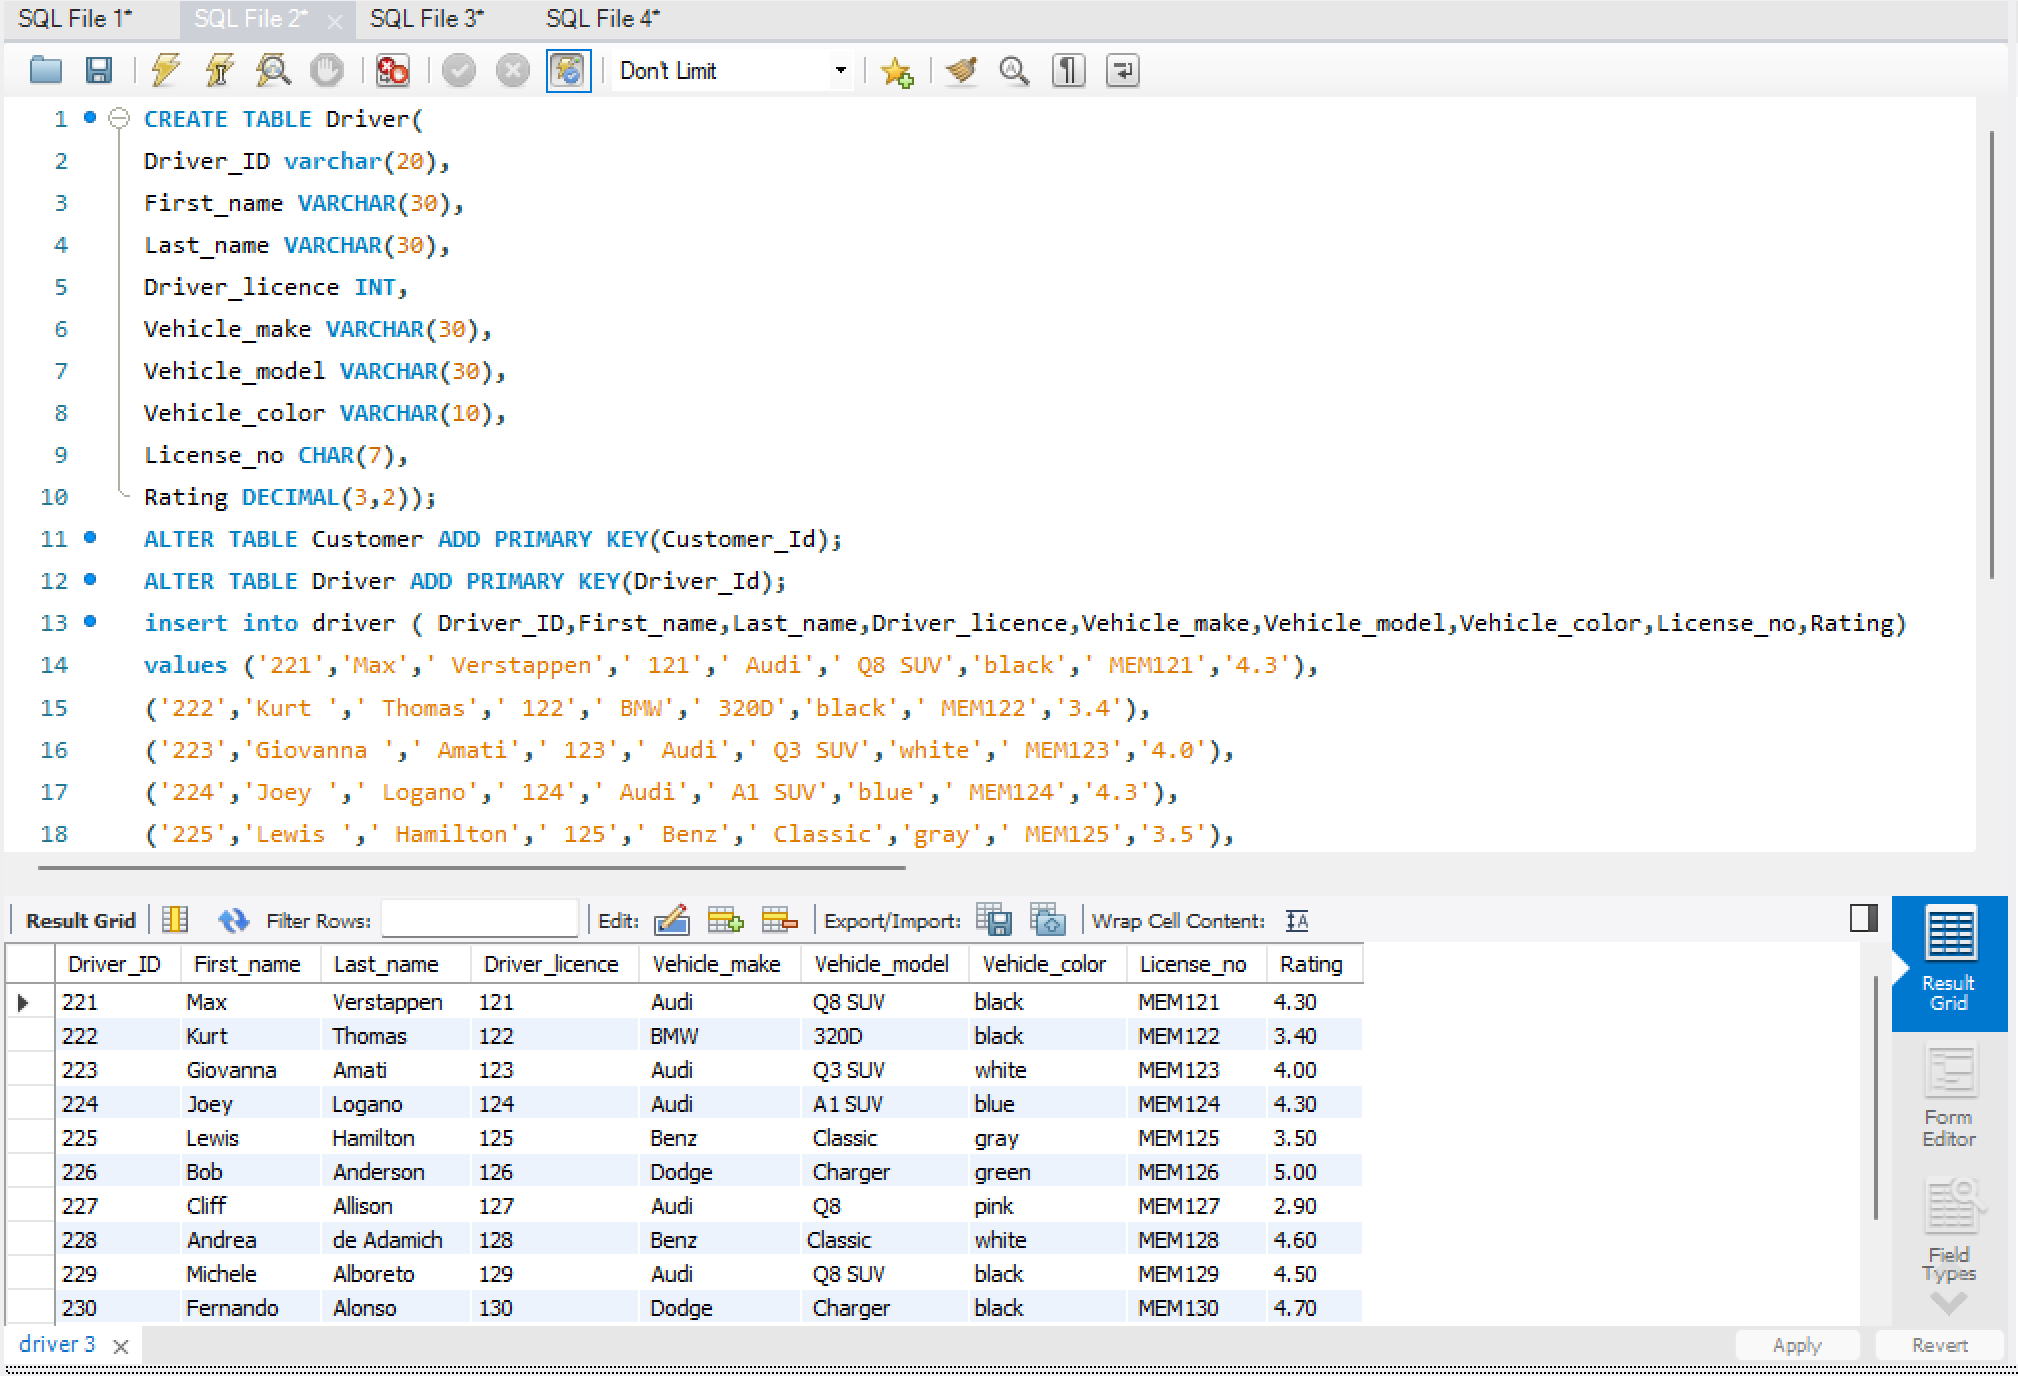 SQL File 1* SQL File 2* SQL File 3* SQL File 4*
Don't Limit
1 CREATE TABLE Driver(
2 Driver_ID varchar(20),
3 First_name VARCHAR(30),
4 Last_name VARCHAR(30),
5 Driver_licence INT,
6 Vehicle_make VARCHAR(30),
7 Vehicle_model VARCHAR(30),
8 Vehicle_color VARCHAR(10),
9 License_no CHAR(7),
10 Rating DECIMAL(3,2));
11 ALTER TABLE Customer ADD PRIMARY KEY(Customer_Id);
12 ALTER TABLE Driver ADD PRIMARY KEY(Driver_Id);
13 insert into driver ( Driver_ID,First_name,Last_name,Driver_licence,Vehicle_make,Vehicle_model,Vehicle_color,License_no,Rating)
14 values ('221','Max',' Verstappen',' 121',' Audi',' Q8 SUV','black',' MEM121','4.3'),
15 ('222','Kurt ',' Thomas',' 122',' BMW',' 320D','black',' MEM122','3.4'),
16 ('223','Giovanna ',' Amati',' 123',' Audi',' Q3 SUV','white',' MEM123','4.0'),
17 ('224','Joey ',' Logano',' 124',' Audi',' A1 SUV','blue',' MEM124','4.3'),
18 ('225','Lewis ',' Hamilton',' 125',' Benz',' Classic','gray',' MEM125','3.5'),
Result Grid Filter Rows: Edit: Export/Import: Wrap Cell Content:
Driver_ID First_name Last_name Driver_licence Vehicle_make Vehicle_model Vehicle_color License_no Rating
221 Max Verstappen 121 Audi Q8 SUV black MEM121 4.30
222 Kurt Thomas 122 BMW 320D black MEM122 3.40
223 Giovanna Amati 123 Audi Q3 SUV white MEM123 4.00
224 Joey Logano 124 Audi A1 SUV blue MEM124 4.30
225 Lewis Hamilton 125 Benz Classic gray MEM125 3.50
226 Bob Anderson 126 Dodge Charger green MEM126 5.00
227 Cliff Allison 127 Audi Q8 pink MEM127 2.90
228 Andrea de Adamich 128 Benz Classic white MEM128 4.60
229 Michele Alboreto 129 Audi Q8 SUV black MEM129 4.50
230 Fernando Alonso 130 Dodge Charger black MEM130 4.70
Result
Grid
Form
Editor
Field
Types
driver 3
Apply Revert